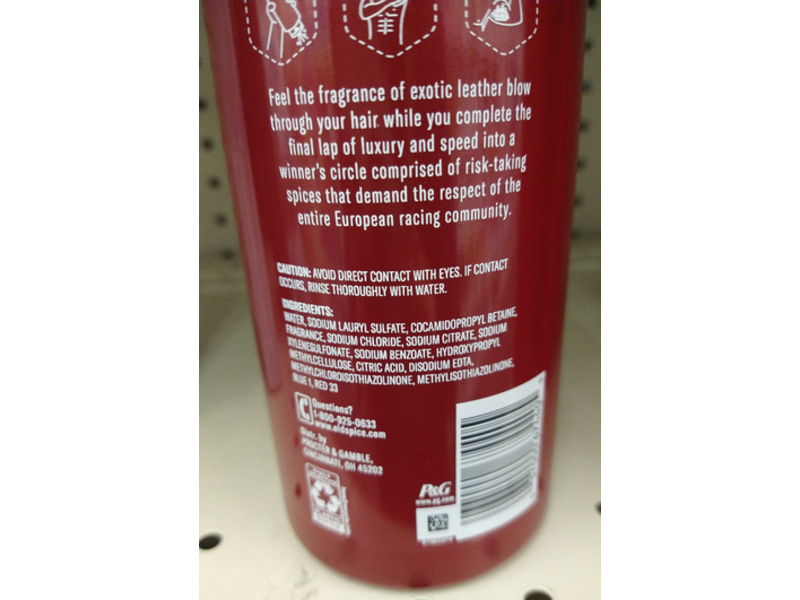 Feel the fragrance of exotic leather blow
through your hair while you complete the
final lap of luxury and speed into a
winner's circle comprised of risk-taking
spices that demand the respect of the
entire European racing community.
CAUTION: AVOID DIRECT CONTACT WITH EYES. IF CONTACT
OCCURS, RINSE THOROUGHLY WITH WATER.
INGREDIENTS:
WATER, SODIUM LAURYL SULFATE, COCAMIDOPROPYL BETAINE,
FRAGRANCE, SODIUM CHLORIDE, SODIUM CITRATE, SODIUM
XYLENESULFONATE, SODIUM BENZOATE, HYDROXYPROPYL
METHYLCELLULOSE, CITRIC ACID, DISODIUM EDTA,
METHYLCHLOROISOTHIAZOLINONE, METHYLISOTHIAZOLINONE,
BLUE 1, RED 33
Questions?
1-800-925-0633
www.oldspice.com
Distr. by
PROCTER & GAMBLE,
CINCINNATI, OH 45202
P&G
www.pg.com